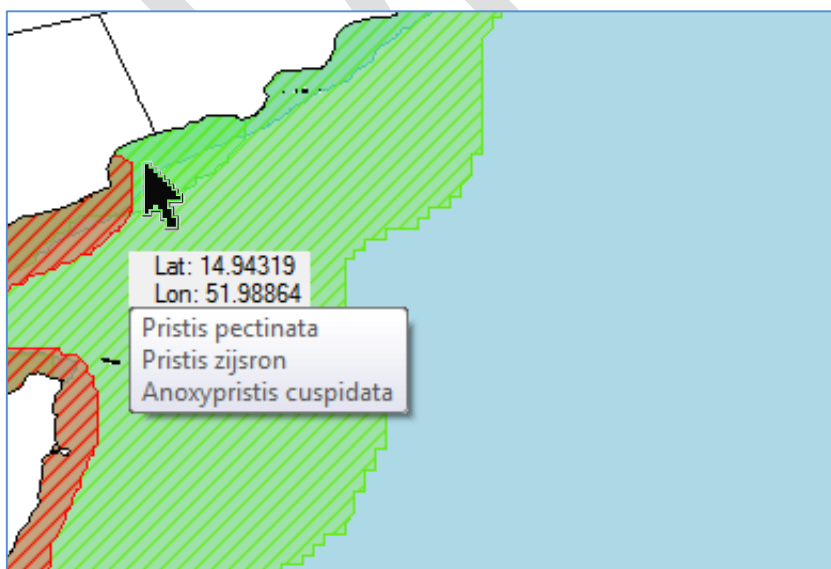 Lat: 14.94319
Lon: 51.98864
Pristis pectinata
Pristis zijsron
Anoxypristis cuspidata